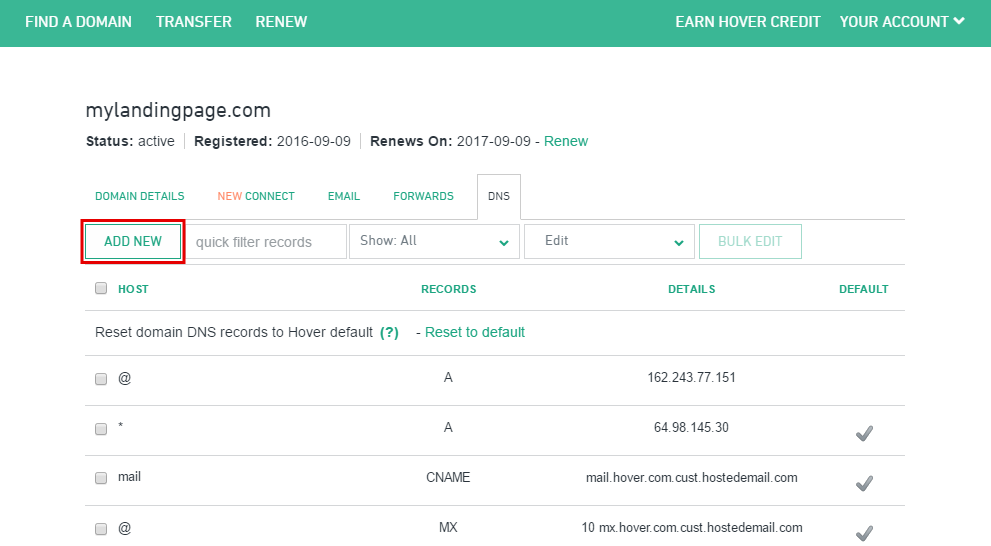 FIND A DOMAIN TRANSFER RENEW EARN HOVER CREDIT YOUR ACCOUNT
mylandingpage.com
Status: active Registered: 2016-09-09 Renews On: 2017-09-09 - Renew
DOMAIN DETAILS NEW CONNECT EMAIL FORWARDS DNS
ADD NEW quick filter records Show: All Edit BULK EDIT
HOST RECORDS DETAILS DEFAULT
Reset domain DNS records to Hover default (?) - Reset to default
@ A 162.243.77.151
* A 64.98.145.30
mail CNAME mail.hover.com.cust.hostedemail.com
@ MX 10 mx.hover.com.cust.hostedemail.com